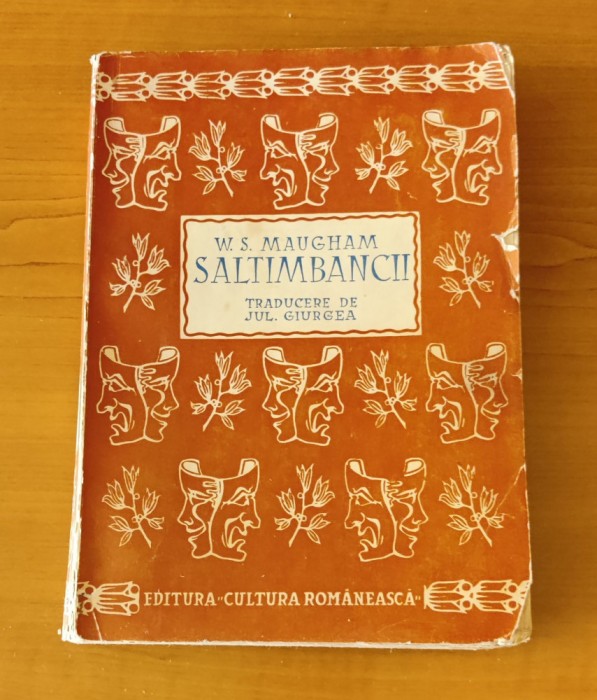 W. S. MAUGHAM
SALTIMBANCII
TRADUCERE DE
JUL. GIURGEA
EDITURA „CULTURA ROMÂNEASCĂ"